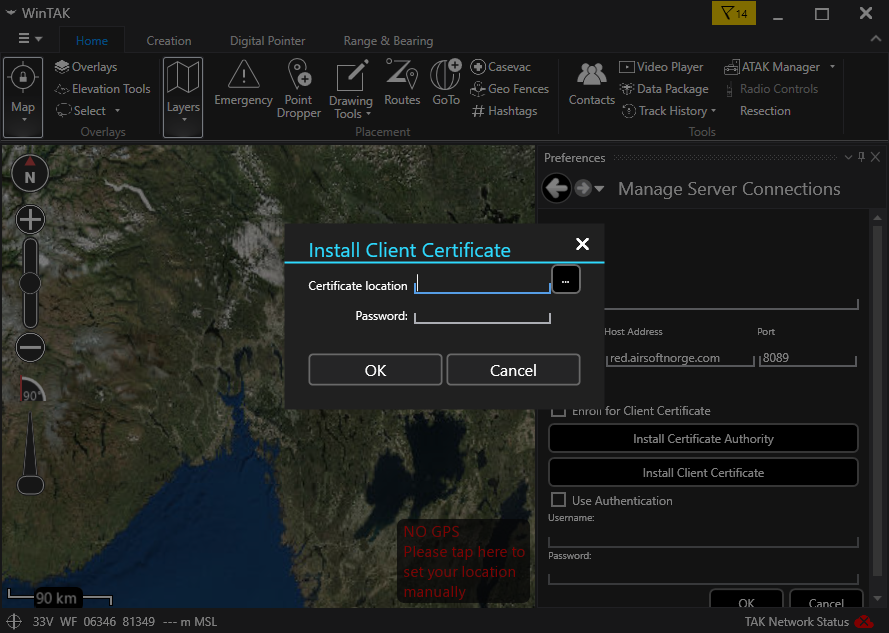 WinTAK
14
Home Creation Digital Pointer Range & Bearing
Map
Overlays
Elevation Tools
Select
Overlays
Layers
Emergency
Point
Dropper
Drawing
Tools
Routes
GoTo
Casevac
Geo Fences
Hashtags
Placement
Contacts
Video Player
Data Package
Track History
ATAK Manager
Radio Controls
Resection
Tools
N
90°
Preferences
Manage Server Connections
Install Client Certificate
Certificate location
...
Password:
OK Cancel
Host Address Port
red.airsoftnorge.com 8089
Enroll for Client Certificate
Install Certificate Authority
Install Client Certificate
Use Authentication
Username:
Password:
OK Cancel
NO GPS
Please tap here to
set your location
manually
90 km
33V WF 06346 81349 --- m MSL
TAK Network Status